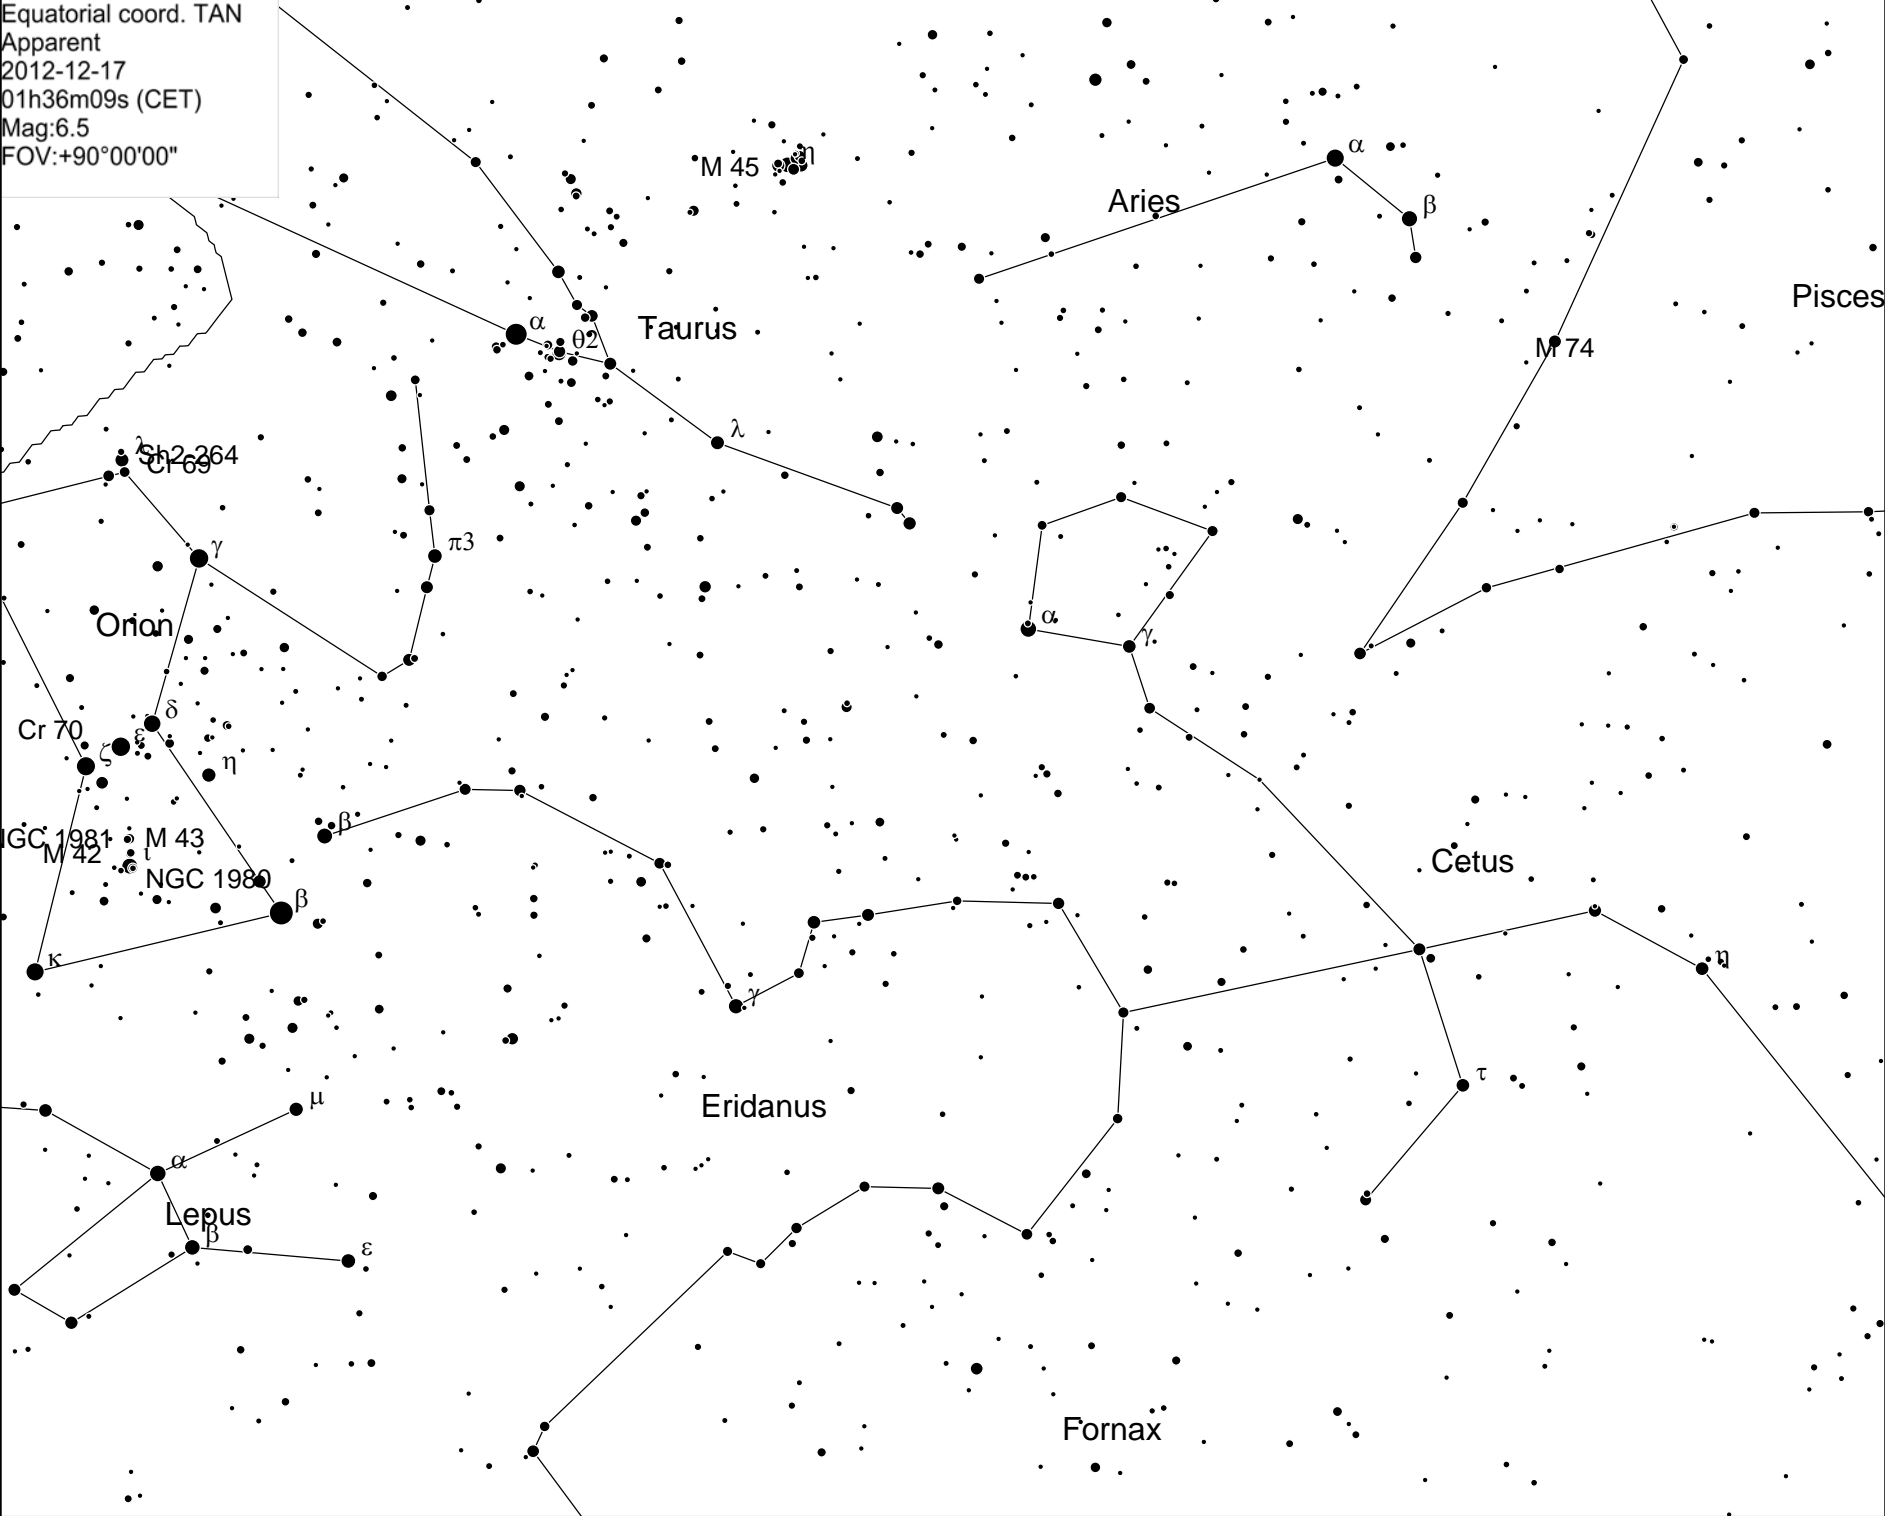 Equatorial coord. TAN
Apparent
2012-12-17
01h36m09s (CET)
Mag:6.5
FOV:+90°00'00"
M 45
η
α
Aries
β
Pisces
α
θ2
Taurus
M 74
λ
λ
Sh2-264
Cr 69
γ
π3
α
γ
Orion
δ
Cr 70
ε
ζ
η
β
NGC 1981
M 43
M 42
ι
NGC 1980
Cetus
β
κ
η
γ
τ
μ
Eridanus
α
Lepus
β
ε
Fornax